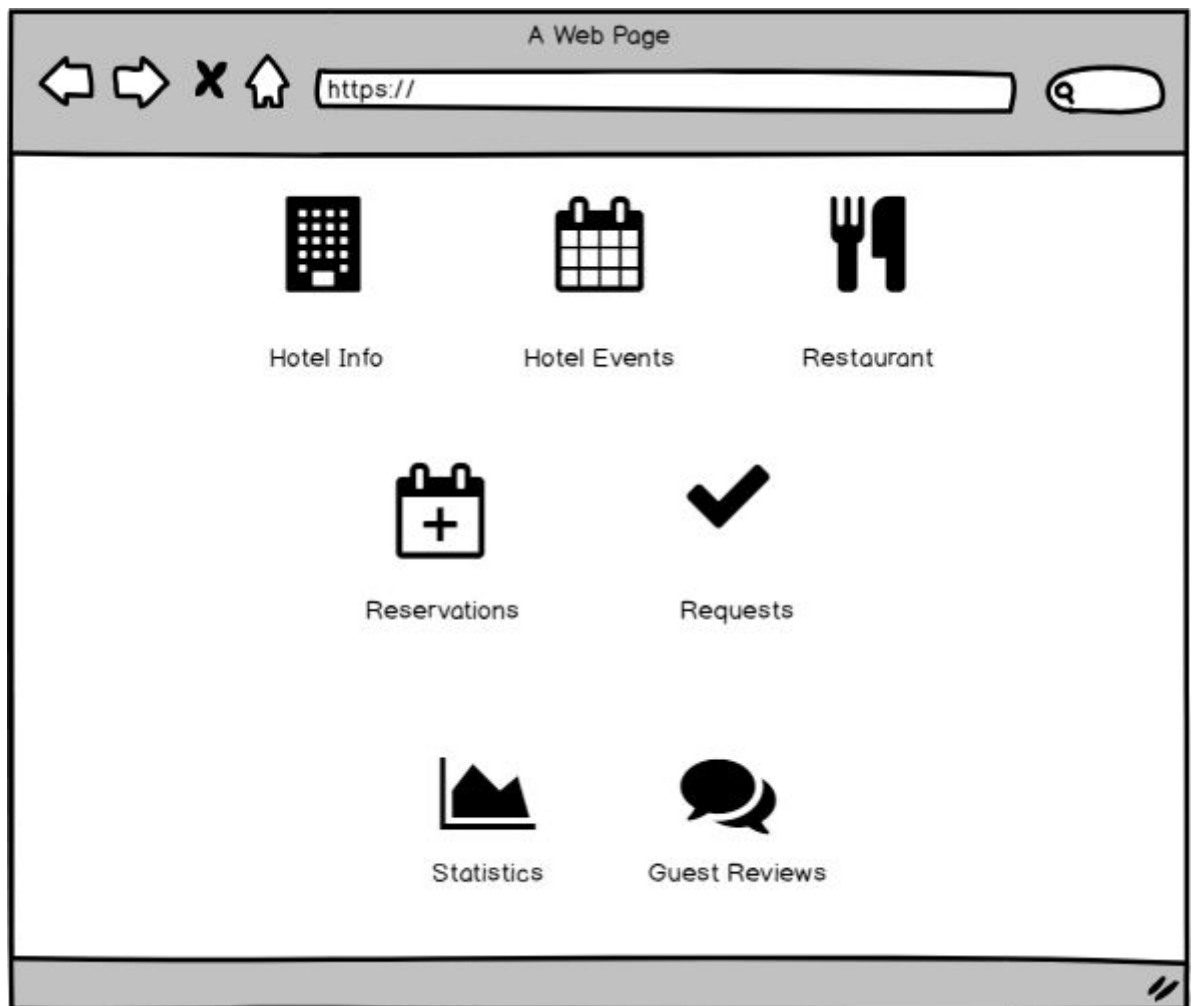 A Web Page
https://
Hotel Info Hotel Events Restaurant
Reservations Requests
Statistics Guest Reviews